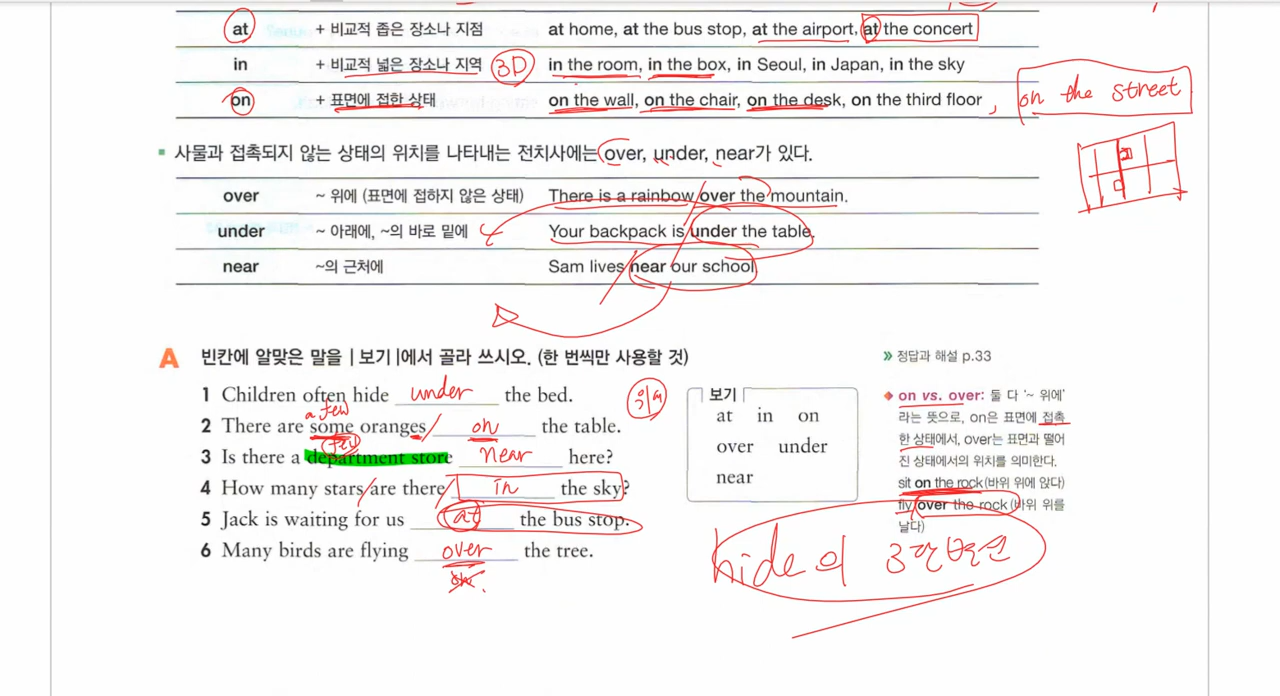 at + 비교적 좁은 장소나 지점 at home, at the bus stop, at the airport, at the concert
in + 비교적 넓은 장소나 지역 3D in the room, in the box, in Seoul, in Japan, in the sky
on + 표면에 접한 상태 on the wall, on the chair, on the desk, on the third floor, on the street
▪ 사물과 접촉되지 않는 상태의 위치를 나타내는 전치사에는 over, under, near가 있다.
over ~ 위에 (표면에 접하지 않은 상태) There is a rainbow over the mountain.
under ~ 아래에, ~의 바로 밑에 Your backpack is under the table.
near ~의 근처에 Sam lives near our school.
A 빈칸에 알맞은 말을 | 보기 |에서 골라 쓰시오. (한 번씩만 사용할 것)
» 정답과 해설 p.33
1 Children often hide under the bed.
a few
2 There are some oranges on the table.
3 Is there a department store near here?
4 How many stars are there in the sky?
5 Jack is waiting for us at the bus stop.
6 Many birds are flying over the tree.
on
보기
at in on
over under
near
on vs. over: 둘 다 '~ 위에'
라는 뜻으로, on은 표면에 접촉
한 상태에서, over는 표면과 떨어
진 상태에서의 위치를 의미한다.
sit on the rock (바위 위에 앉다)
fly over the rock (바위 위를
날다)
hide의 3단변신